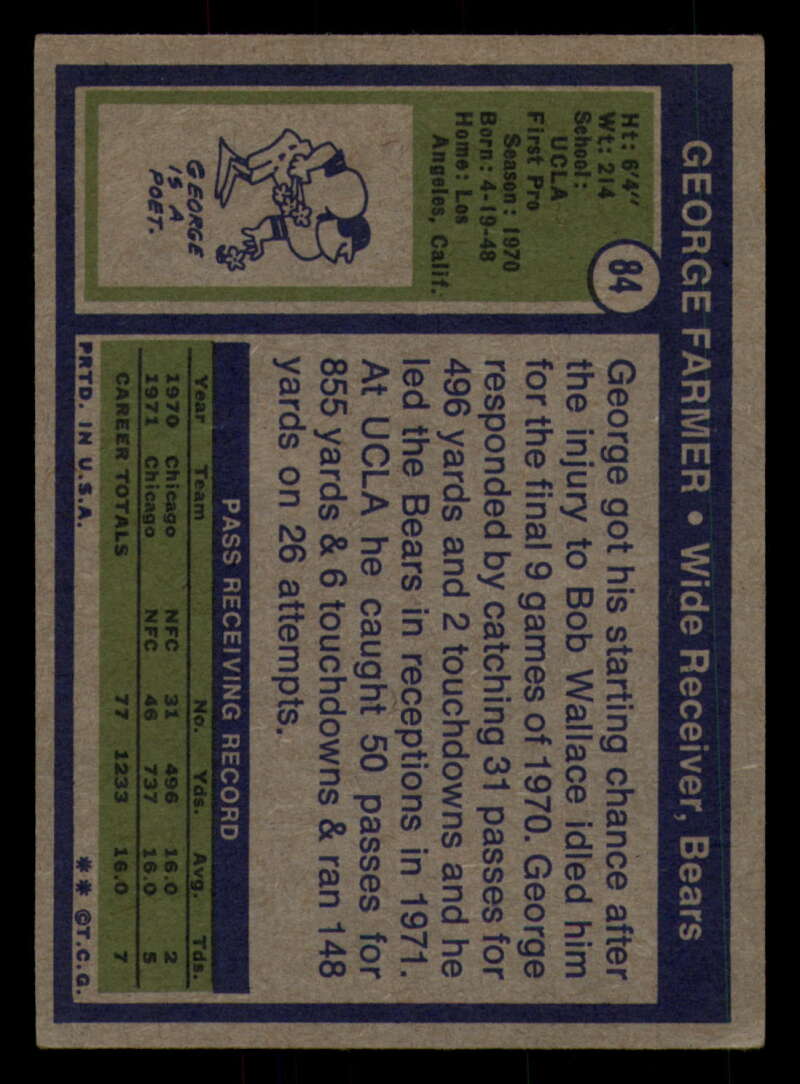 GEORGE FARMER • Wide Receiver, Bears
84
Ht: 6'4"
Wt: 214
School:
UCLA
First Pro
Season: 1970
Born: 4-19-48
Home: Los
Angeles, Calif.
GEORGE
IS A
POET.
George got his starting chance after
the injury to Bob Wallace idled him
for the final 9 games of 1970. George
responded by catching 31 passes for
496 yards and 2 touchdowns and he
led the Bears in receptions in 1971.
At UCLA he caught 50 passes for
855 yards & 6 touchdowns & ran 148
yards on 26 attempts.
PASS RECEIVING RECORD
Year Team No. Yds. Avg. Tds.
1970 Chicago NFC 31 496 16.0 2
1971 Chicago NFC 46 737 16.0 5
CAREER TOTALS 77 1233 16.0 7
PRTD. IN U.S.A. ** ©T.C.G.